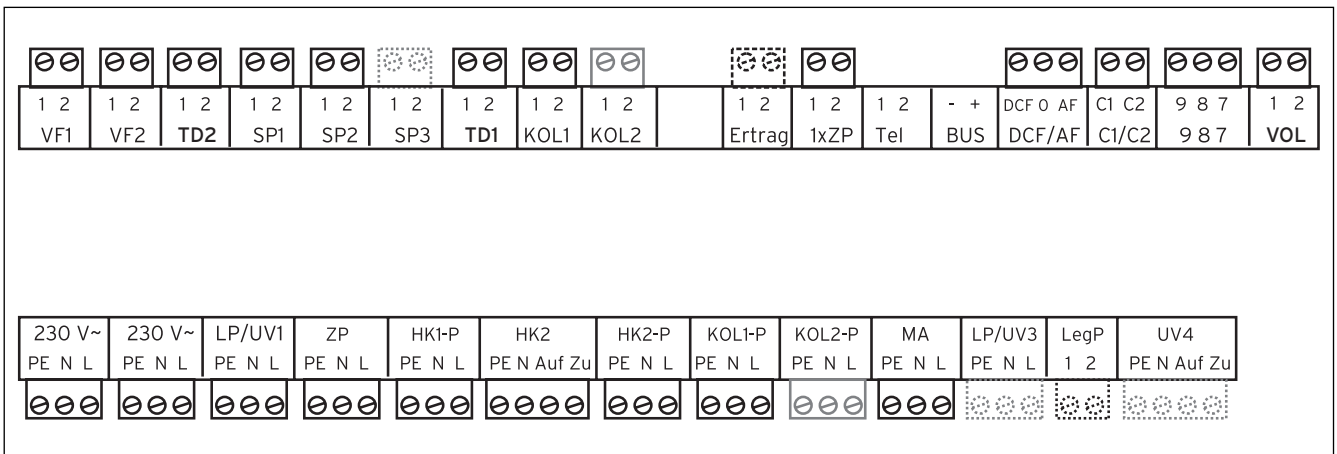 1 2 1 2 1 2 1 2 1 2 1 2 1 2 1 2 1 2 1 2 1 2 1 2 - + DCF 0 AF C1 C2 9 8 7 1 2
VF1 VF2 TD2 SP1 SP2 SP3 TD1 KOL1 KOL2 Ertrag 1xZP Tel BUS DCF/AF C1/C2 9 8 7 VOL
230 V~ 230 V~ LP/UV1 ZP HK1-P HK2 HK2-P KOL1-P KOL2-P MA LP/UV3 LegP UV4
PE N L PE N L PE N L PE N L PE N L PE N Auf Zu PE N L PE N L PE N L PE N L PE N L 1 2 PE N Auf Zu